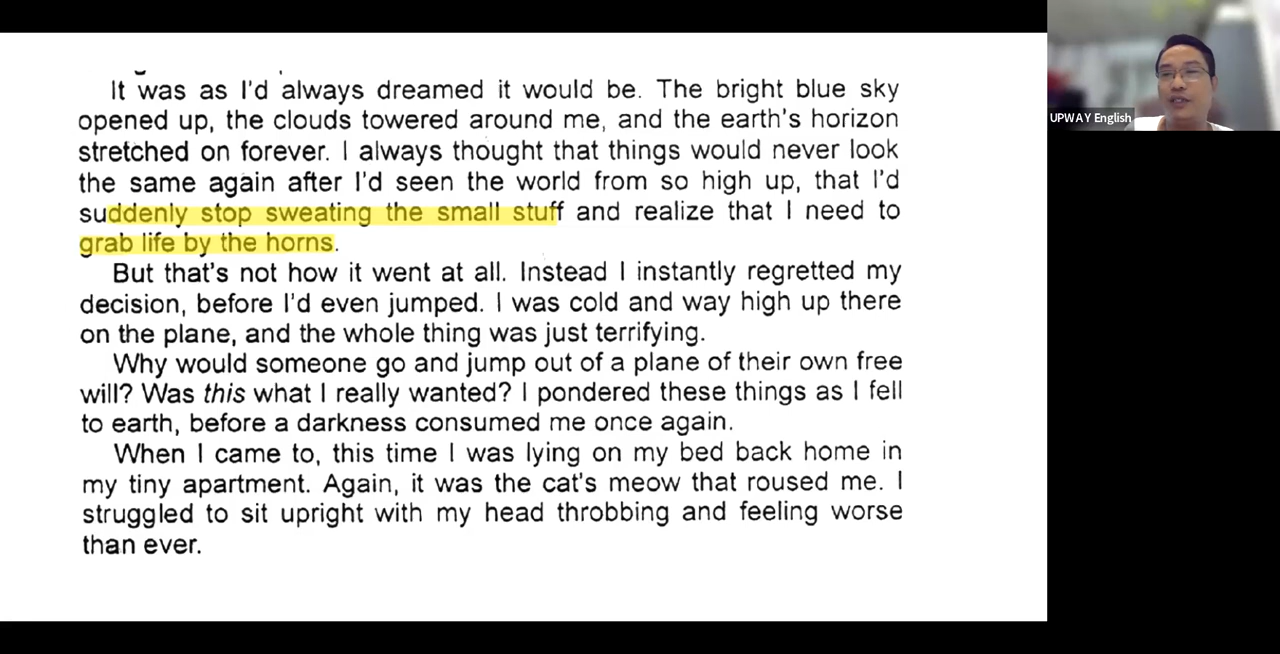 It was as I'd always dreamed it would be. The bright blue sky
opened up, the clouds towered around me, and the earth's horizon
stretched on forever. I always thought that things would never look
the same again after I'd seen the world from so high up, that I'd
suddenly stop sweating the small stuff and realize that I need to
grab life by the horns.
But that's not how it went at all. Instead I instantly regretted my
decision, before I'd even jumped. I was cold and way high up there
on the plane, and the whole thing was just terrifying.
Why would someone go and jump out of a plane of their own free
will? Was this what I really wanted? I pondered these things as I fell
to earth, before a darkness consumed me once again.
When I came to, this time I was lying on my bed back home in
my tiny apartment. Again, it was the cat's meow that roused me. I
struggled to sit upright with my head throbbing and feeling worse
than ever.
UPWAY English